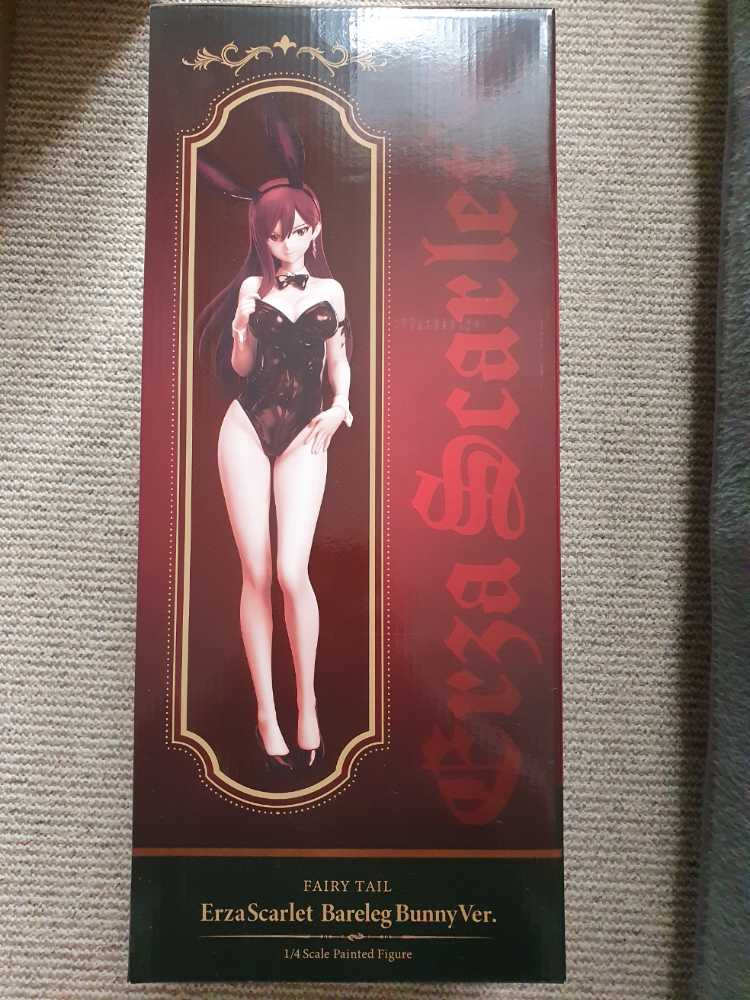 Erza Scarlet
FAIRY TAIL
Erza Scarlet Bareleg Bunny Ver.
1/4 Scale Painted Figure